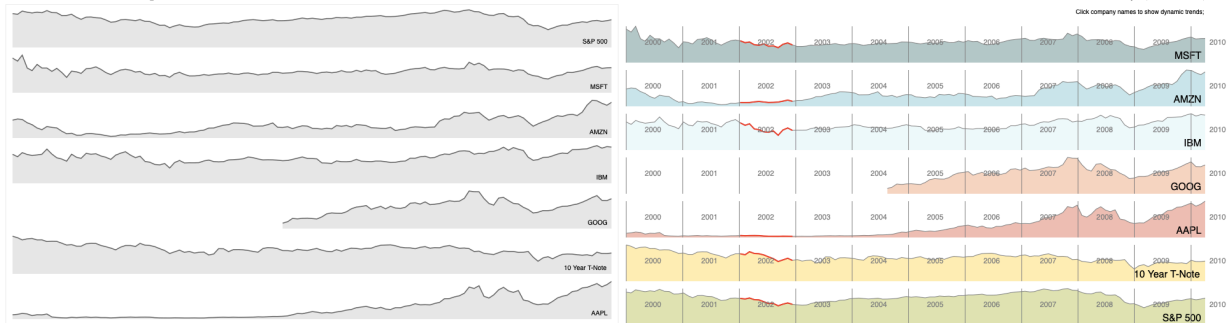 S&P 500
MSFT
AMZN
IBM
GOOG
10 Year T-Note
AAPL
Click company names to show dynamic trends;
2000 2001 2002 2003 2004 2005 2006 2007 2008 2009 2010
MSFT
2000 2001 2002 2003 2004 2005 2006 2007 2008 2009 2010
AMZN
2000 2001 2002 2003 2004 2005 2006 2007 2008 2009 2010
IBM
2000 2001 2002 2003 2004 2005 2006 2007 2008 2009 2010
GOOG
2000 2001 2002 2003 2004 2005 2006 2007 2008 2009 2010
AAPL
2000 2001 2002 2003 2004 2005 2006 2007 2008 2009 2010
10 Year T-Note
2000 2001 2002 2003 2004 2005 2006 2007 2008 2009 2010
S&P 500